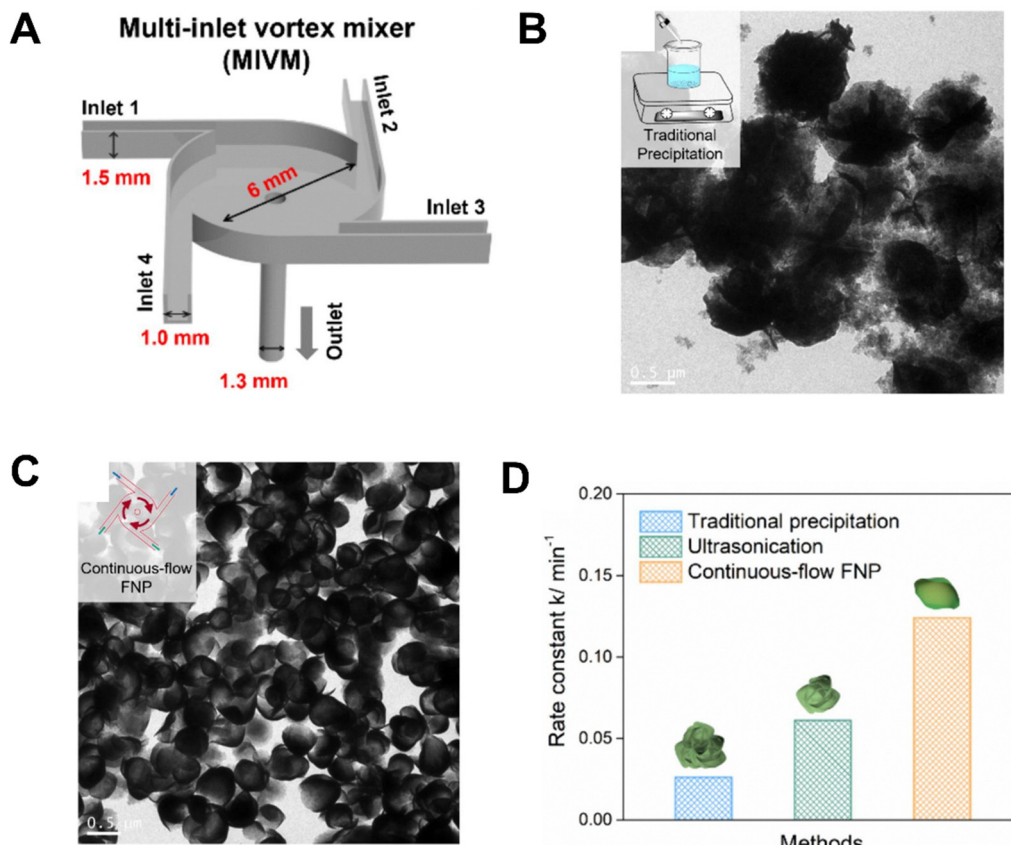 A
Multi-inlet vortex mixer
(MIVM)
Inlet 1
Inlet 2
1.5 mm
6 mm
Inlet 3
Inlet 4
Outlet
1.0 mm
1.3 mm
B
Traditional
Precipitation
0.5 μm
C
Continuous-flow
FNP
0.5 μm
D
0.20
Traditional precipitation
Ultrasonication
Continuous-flow FNP
0.15
0.10
0.05
0.00
Rate constant k/ min⁻¹
Methods